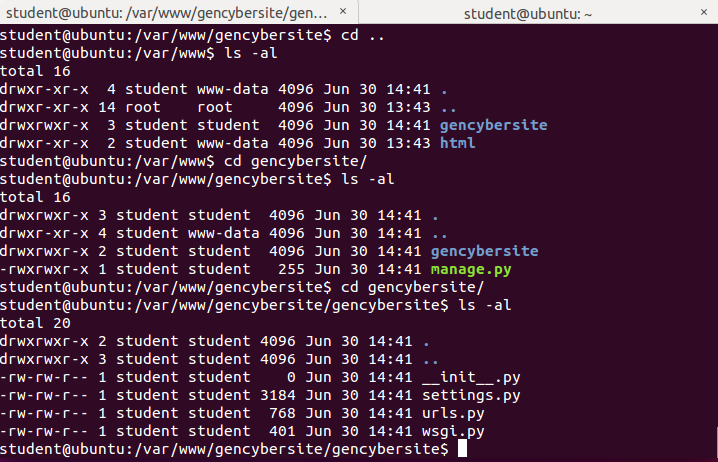 student@ubuntu: /var/www/gencybersite/gen… × student@ubuntu: ~ ×
student@ubuntu:/var/www/gencybersite$ cd ..
student@ubuntu:/var/www$ ls -al
total 16
drwxr-xr-x  4 student www-data 4096 Jun 30 14:41 .
drwxr-xr-x 14 root    root     4096 Jun 30 13:43 ..
drwxrwxr-x  3 student student  4096 Jun 30 14:41 gencybersite
drwxr-xr-x  2 student www-data 4096 Jun 30 13:43 html
student@ubuntu:/var/www$ cd gencybersite/
student@ubuntu:/var/www/gencybersite$ ls -al
total 16
drwxrwxr-x 3 student student  4096 Jun 30 14:41 .
drwxr-xr-x 4 student www-data 4096 Jun 30 14:41 ..
drwxrwxr-x 2 student student  4096 Jun 30 14:41 gencybersite
-rwxrwxr-x 1 student student   255 Jun 30 14:41 manage.py
student@ubuntu:/var/www/gencybersite$ cd gencybersite/
student@ubuntu:/var/www/gencybersite/gencybersite$ ls -al
total 20
drwxrwxr-x 2 student student 4096 Jun 30 14:41 .
drwxrwxr-x 3 student student 4096 Jun 30 14:41 ..
-rw-rw-r-- 1 student student    0 Jun 30 14:41 __init__.py
-rw-rw-r-- 1 student student 3184 Jun 30 14:41 settings.py
-rw-rw-r-- 1 student student  768 Jun 30 14:41 urls.py
-rw-rw-r-- 1 student student  401 Jun 30 14:41 wsgi.py
student@ubuntu:/var/www/gencybersite/gencybersite$